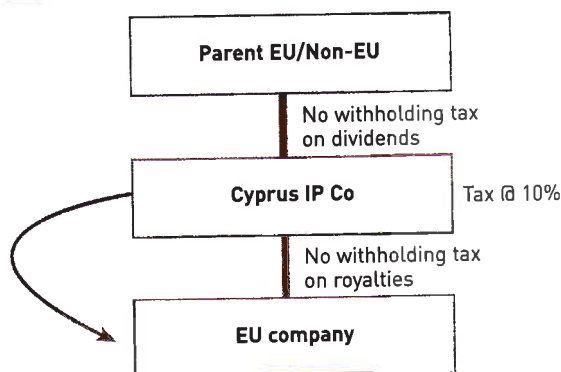 Parent EU/Non-EU
No withholding tax
on dividends
Cyprus IP Co
Tax @ 10%
No withholding tax
on royalties
EU company